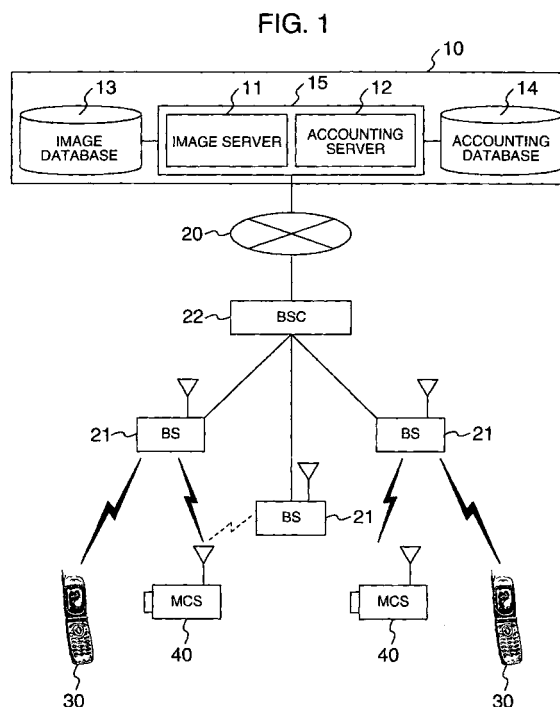 FIG. 1
10
13
11
15
12
14
IMAGE
DATABASE
IMAGE SERVER
ACCOUNTING
SERVER
ACCOUNTING
DATABASE
20
22
BSC
21
BS
BS
21
BS
21
MCS
MCS
40
40
30
30